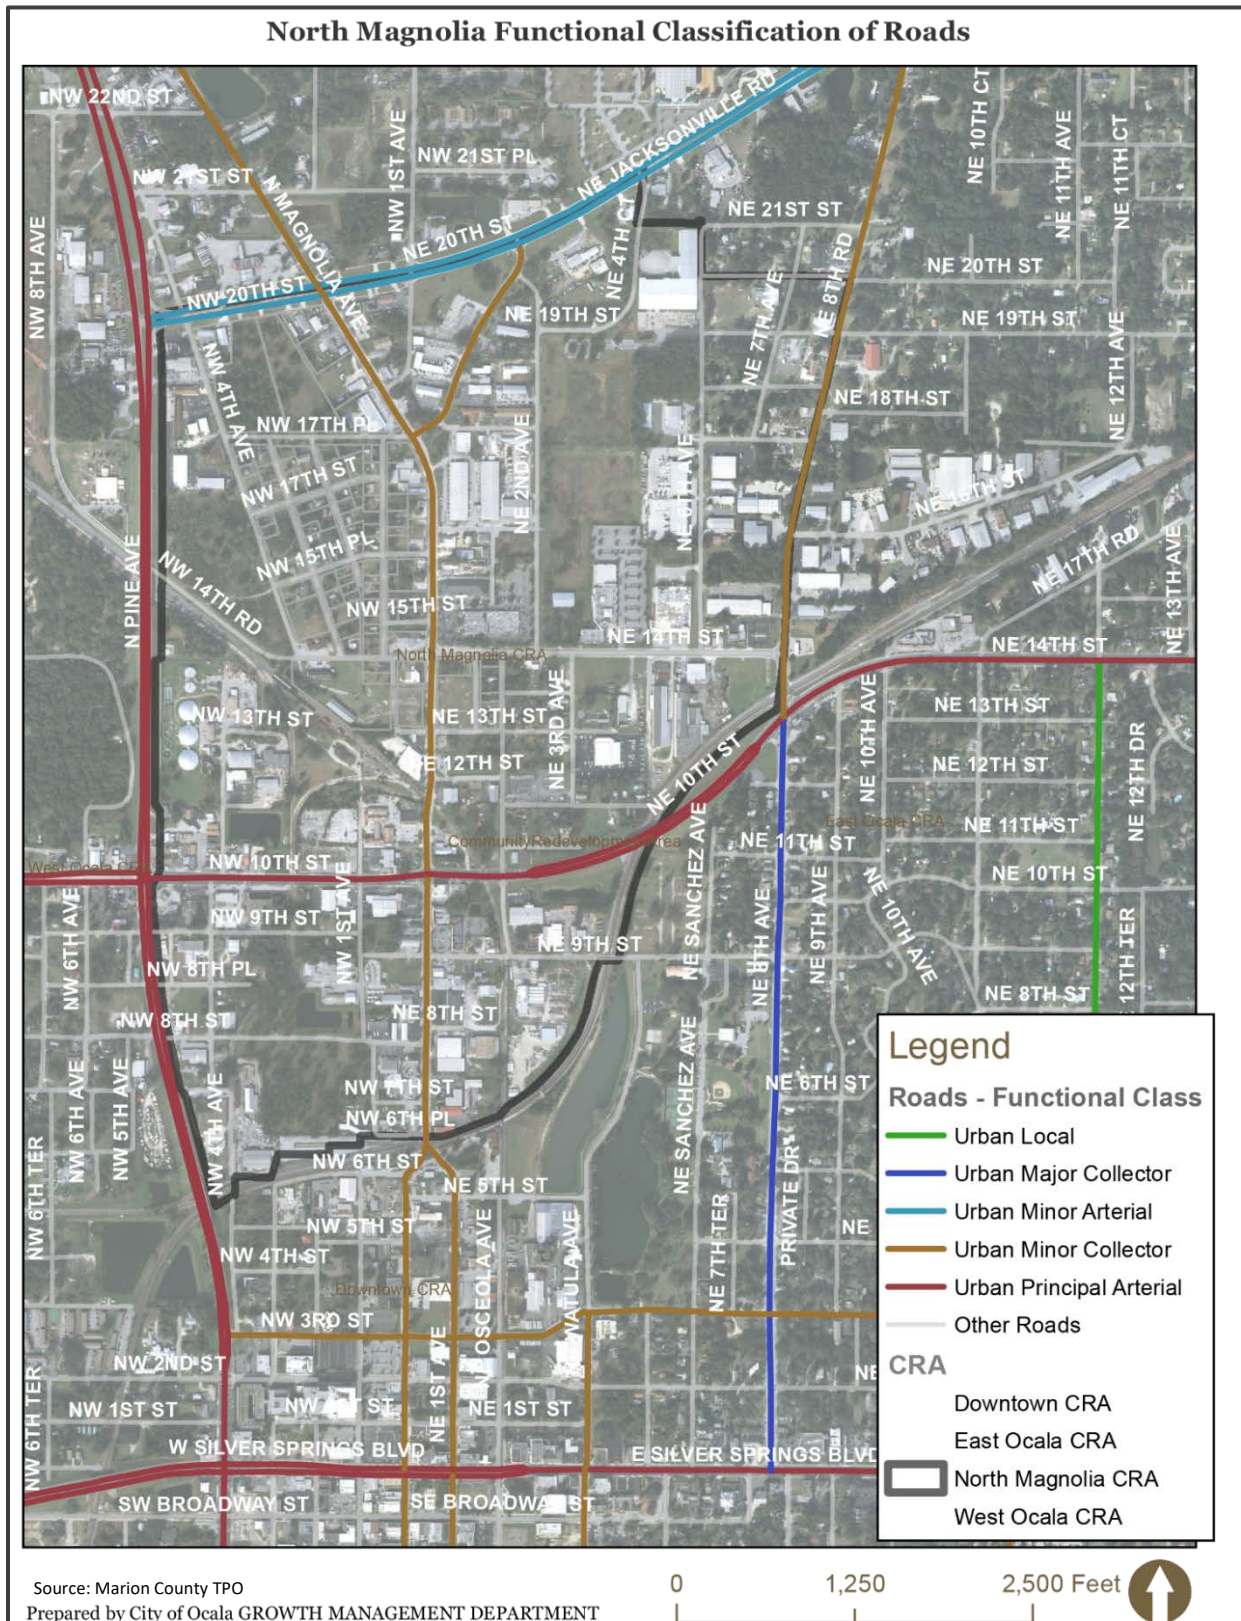 North Magnolia Functional Classification of Roads
NW 22ND ST
NE 10TH CT
NE JACKSONVILLE RD
NW 1ST AVE
NE 11TH AVE
NE 11TH CT
NW 21ST PL
NW 21ST ST
N MAGNOLIA AVE
NE 4TH CT
NE 21ST ST
NW 8TH AVE
NE 20TH ST
NE 8TH RD
NE 20TH ST
NW 20TH ST
NE 19TH ST
NE 7TH AVE
NE 19TH ST
NE 12TH AVE
NW 4TH AVE
NE 18TH ST
NW 17TH PL
NE 2ND AVE
NW 17TH ST
NE 16TH ST
N PINE AVE
NW 14TH RD
NW 15TH PL
NE 17TH RD
NE 13TH AVE
NW 15TH ST
NE 14TH ST
NE 14TH ST
North Magnolia CRA
NW 13TH ST
NE 13TH ST
NE 3RD AVE
NE 10TH AVE
NE 13TH ST
NE 12TH DR
NE 12TH ST
NE 10TH ST
NE 12TH ST
NE SANCHEZ AVE
East Ocala CRA
NE 11TH ST
NE 11TH ST
Community Redevelopment Area
West Ocala CRA
NW 10TH ST
NE 10TH ST
NW 6TH AVE
NW 9TH ST
NW 1ST AVE
NE 8TH AVE
NE 9TH AVE
NE 10TH AVE
NE 9TH ST
12TH TER
NW 8TH PL
NE 8TH ST
NW 8TH ST
NE 8TH ST
NW 6TH AVE
NW 5TH AVE
NW 4TH AVE
NW 7TH ST
NE SANCHEZ AVE
NE 6TH ST
NW 6TH PL
NW 6TH TER
NW 6TH ST
NE 5TH ST
PRIVATE DR
NW 5TH ST
NE 7TH TER
NE
NW 4TH ST
OSCEOLA AVE
WATULA AVE
Downtown CRA
NW 3RD ST
NW 2ND ST
NE 1ST AVE
NE
NW 6TH TER
NW 1ST ST
NW 1ST ST
NE 1ST ST
W SILVER SPRINGS BLVD
E SILVER SPRINGS BLVD
SW BROADWAY ST
SE BROADWAY ST
Legend
Roads - Functional Class
Urban Local
Urban Major Collector
Urban Minor Arterial
Urban Minor Collector
Urban Principal Arterial
Other Roads
CRA
Downtown CRA
East Ocala CRA
North Magnolia CRA
West Ocala CRA
Source: Marion County TPO
Prepared by City of Ocala GROWTH MANAGEMENT DEPARTMENT
0 1,250 2,500 Feet